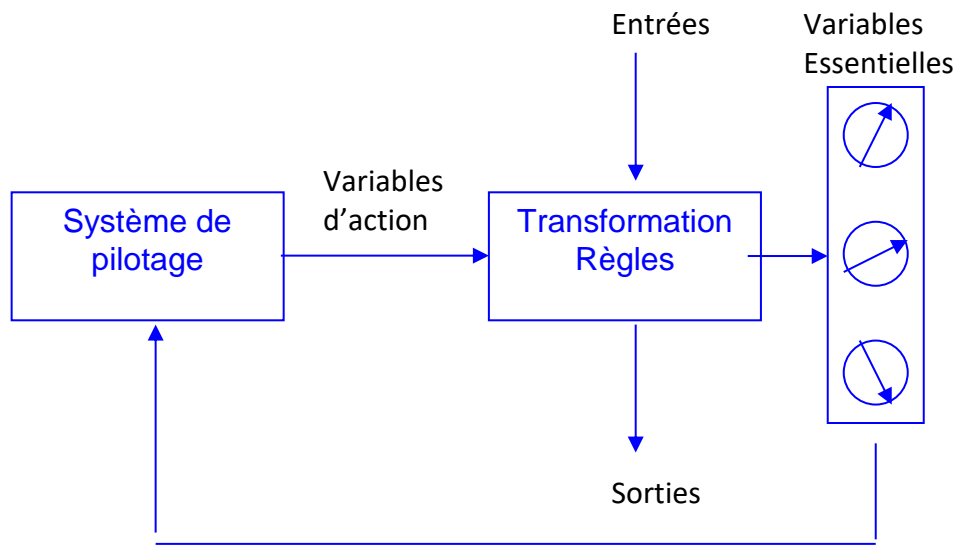 Entrées
Variables
Essentielles
Variables
d’action
Système de
pilotage
Transformation
Règles
Sorties